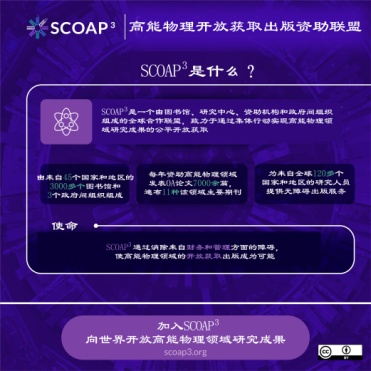 SCOAP³ 高能物理开放获取出版资助联盟
SCOAP³是什么？
SCOAP³是一个由图书馆、研究中心、资助机构和政府间组织
组成的全球合作联盟，致力于通过集体行动实现高能物理领
域研究成果的公平开放获取
由来自45个国家和地区的
3000多个图书馆和
3个政府间组织组成
每年资助高能物理领域
发表OA论文7000余篇，
遍布11种该领域主要期刊
为来自全球120多个
国家和地区的研究人员
提供无障碍出版服务
使命
SCOAP³通过消除来自财务和管理方面的障碍，
使高能物理领域的开放获取出版成为可能
加入SCOAP³
向世界开放高能物理领域研究成果
scoap3.org
cc BY